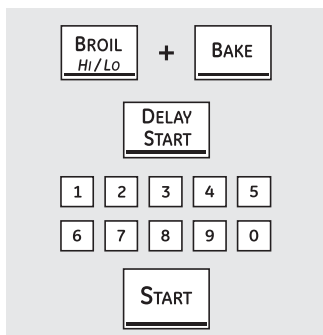 BROIL + BAKE
HI/LO
DELAY
START
1 2 3 4 5
6 7 8 9 0
START